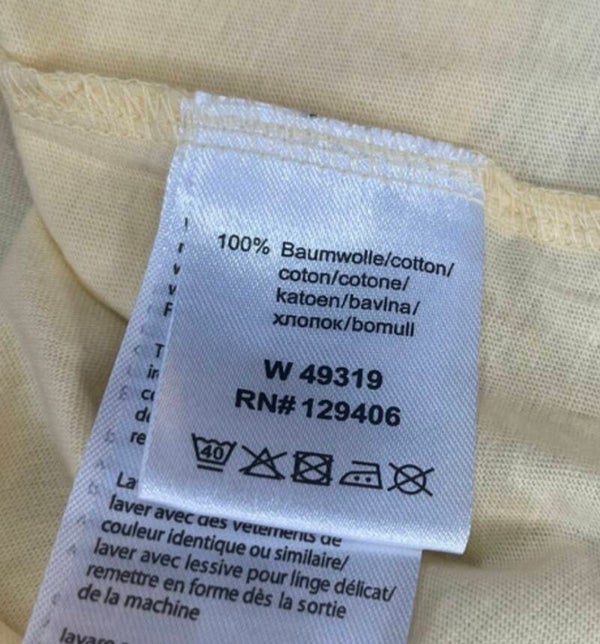 100% Baumwolle/cotton/
coton/cotone/
katoen/bavlna/
хлопок/bomull
W 49319
RN# 129406
40
laver avec des vêtements de
couleur identique ou similaire/
laver avec lessive pour linge délicat/
remettre en forme dès la sortie
de la machine